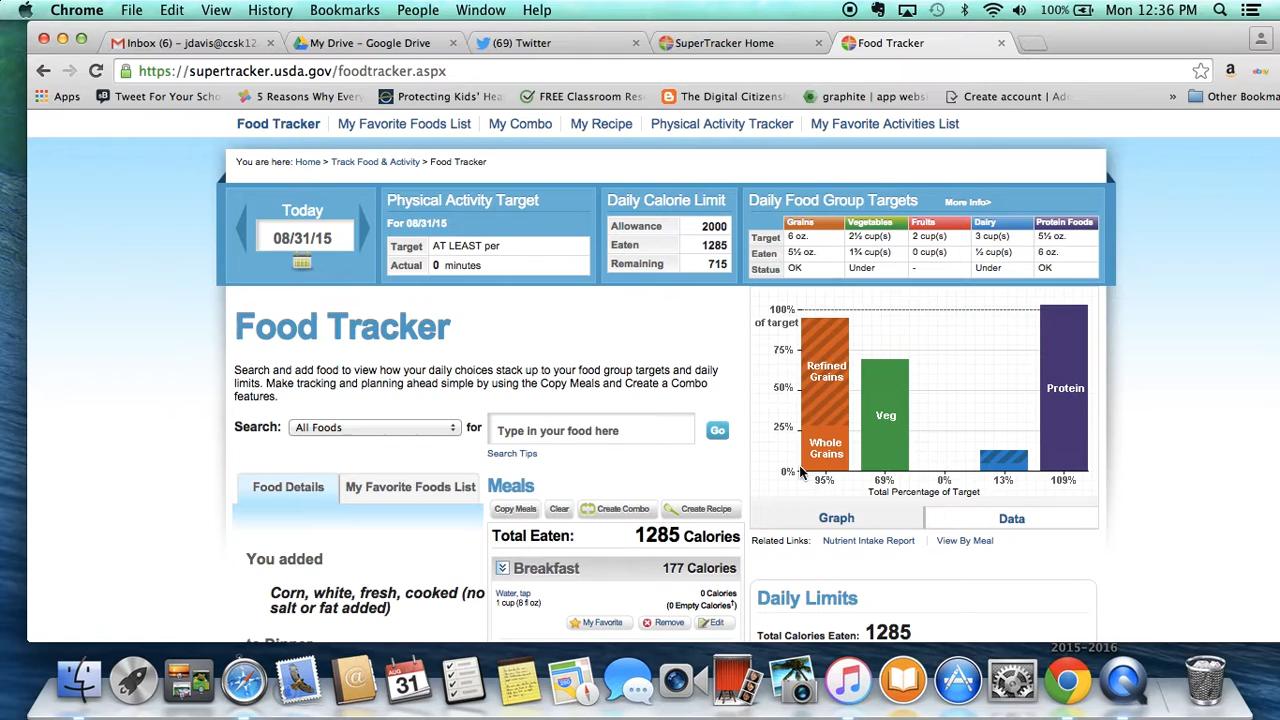 Chrome File Edit View History Bookmarks People Window Help 100% Mon 12:36 PM
Inbox (6) - jdavis@ccsk12. × My Drive - Google Drive × (69) Twitter × SuperTracker Home × Food Tracker ×
https://supertracker.usda.gov/foodtracker.aspx
Apps Tweet For Your Scho 5 Reasons Why Every Protecting Kids' Hea FREE Classroom Res The Digital Citizensh graphite | app websi Create account | Ado » Other Bookma
Food Tracker My Favorite Foods List My Combo My Recipe Physical Activity Tracker My Favorite Activities List
You are here: Home > Track Food & Activity > Food Tracker
Today
08/31/15
Physical Activity Target
For 08/31/15
Target AT LEAST per
Actual 0 minutes
Daily Calorie Limit
Allowance 2000
Eaten 1285
Remaining 715
Daily Food Group Targets More Info>
Grains Vegetables Fruits Dairy Protein Foods
Target 6 oz. 2½ cup(s) 2 cup(s) 3 cup(s) 5½ oz.
Eaten 5½ oz. 1¾ cup(s) 0 cup(s) ½ cup(s) 6 oz.
Status OK Under - Under OK
Food Tracker
Search and add food to view how your daily choices stack up to your food group targets and daily
limits. Make tracking and planning ahead simple by using the Copy Meals and Create a Combo
features.
Search: All Foods for Type in your food here Go
Search Tips
Food Details My Favorite Foods List
You added
Corn, white, fresh, cooked (no
salt or fat added)
to Dinner
Meals
Copy Meals Clear Create Combo Create Recipe
Total Eaten: 1285 Calories
Breakfast 177 Calories
Water, tap 0 Calories
1 cup (8 fl oz) (0 Empty Calories†)
My Favorite Remove Edit
100%
of target
75%
50%
25%
0%
Refined
Grains
Whole
Grains
Veg
Protein
95% 69% 0% 13% 109%
Total Percentage of Target
Graph Data
Related Links: Nutrient Intake Report View By Meal
Daily Limits
Total Calories Eaten: 1285
2015-2016
AUG
31